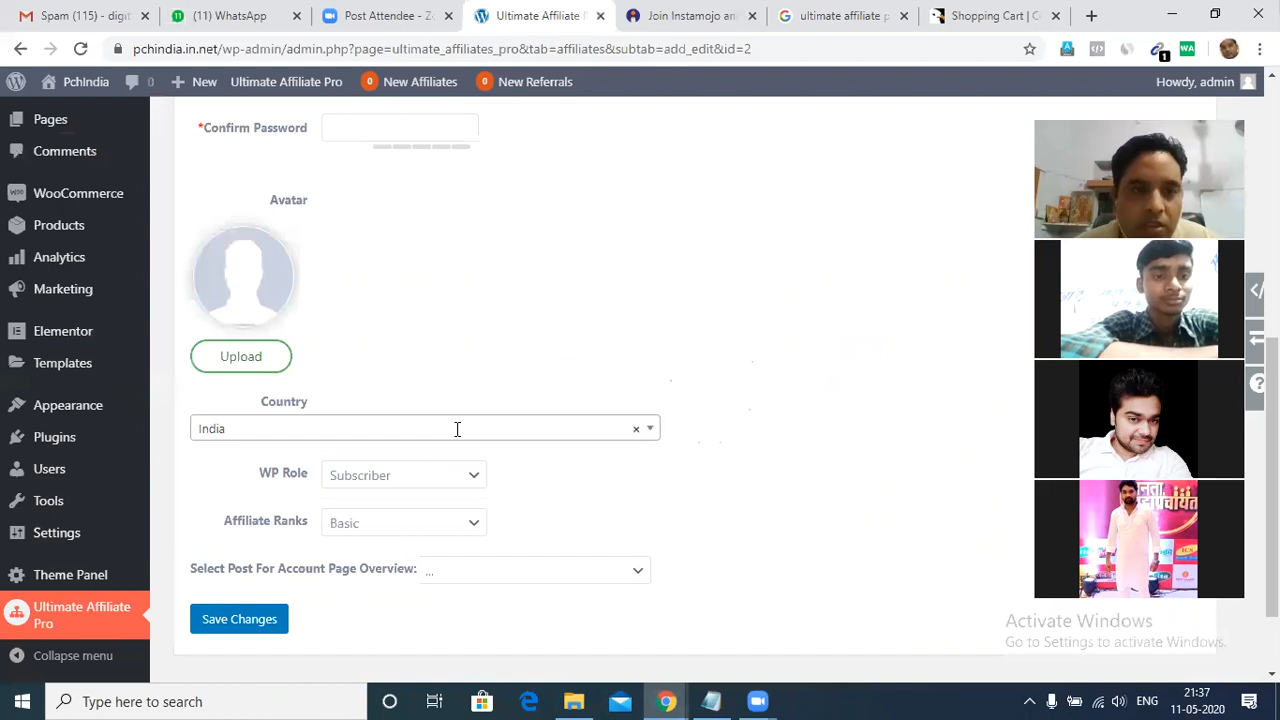 Gmail (115) - d
(11) WhatsApp
Post Attendee - Z
Ultimate Affiliate
Join Instamojo an
ultimate affiliate p
Shopping Cart | C
pchindia.in.net/wp-admin/admin.php?page=ultimate_affiliates_pro&tab=affiliates&subtab=add_edit&id=2
1
WA
PchIndia
0
New
Ultimate Affiliate Pro
0 New Affiliates
0 New Referrals
Howdy, admin
Pages
Comments
WooCommerce
Products
Analytics
Marketing
Elementor
Templates
Appearance
Plugins
Users
Tools
Settings
Theme Panel
Ultimate Affiliate
Pro
Collapse menu
*Confirm Password
Avatar
Upload
Country
India
WP Role
Subscriber
Affiliate Ranks
Basic
Select Post For Account Page Overview:
...
Save Changes
Activate Windows
Go to Settings to activate Windows.
Type here to search
ENG
21:37
11-05-2020